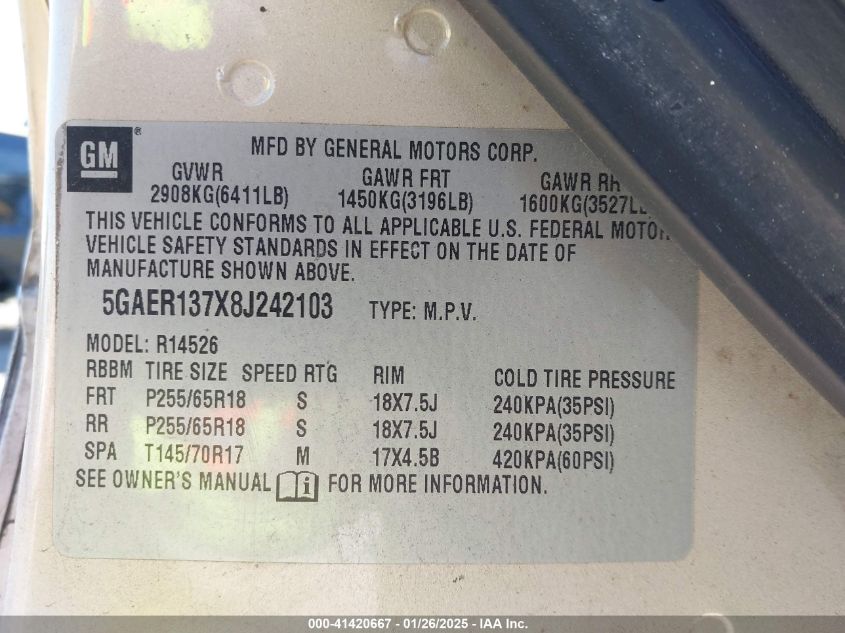 GM ®
MFD BY GENERAL MOTORS CORP.
GVWR GAWR FRT GAWR RR
2908KG(6411LB) 1450KG(3196LB) 1600KG(3527LB
THIS VEHICLE CONFORMS TO ALL APPLICABLE U.S. FEDERAL MOTOR
VEHICLE SAFETY STANDARDS IN EFFECT ON THE DATE OF
MANUFACTURE SHOWN ABOVE.
5GAER137X8J242103 TYPE: M.P.V.
MODEL: R14526
RBBM TIRE SIZE SPEED RTG RIM COLD TIRE PRESSURE
FRT P255/65R18 S 18X7.5J 240KPA(35PSI)
RR P255/65R18 S 18X7.5J 240KPA(35PSI)
SPA T145/70R17 M 17X4.5B 420KPA(60PSI)
SEE OWNER'S MANUAL i FOR MORE INFORMATION.
000-41420667 - 01/26/2025 - IAA Inc.